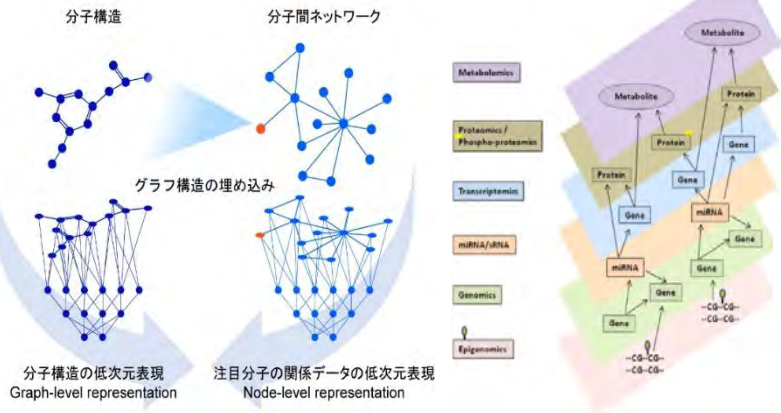 分子構造
分子間ネットワーク
グラフ構造の埋め込み
分子構造の低次元表現
Graph-level representation
注目分子の関係データの低次元表現
Node-level representation
Metabolomics
Proteomics /
Phospho-proteomics
Transcriptomics
miRNA/sRNA
Genomics
Epigenomics
Metabolite
Metabolite
Protein
Protein
Gene
Protein
Gene
Gene
miRNA
Gene
miRNA
Gene
Gene
Gene
--CG--CG--
--CG--CG--
--CG--CG--
--CG--CG--